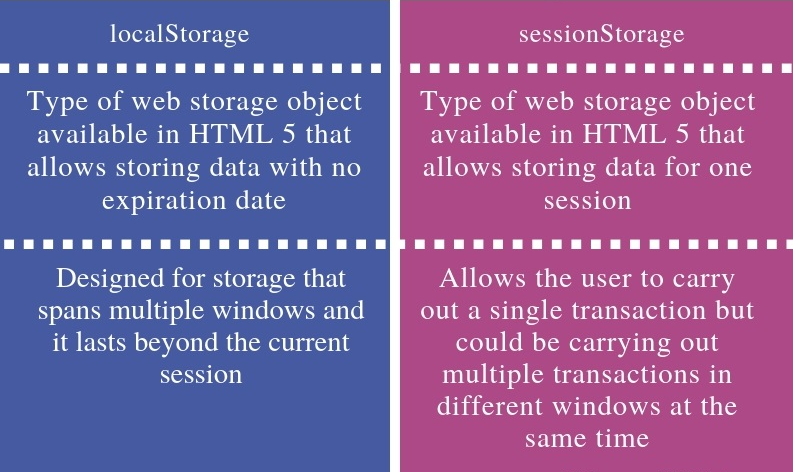 localStorage
Type of web storage object
available in HTML 5 that
allows storing data with no
expiration date
Designed for storage that
spans multiple windows and
it lasts beyond the current
session
sessionStorage
Type of web storage object
available in HTML 5 that
allows storing data for one
session
Allows the user to carry
out a single transaction but
could be carrying out
multiple transactions in
different windows at the
same time